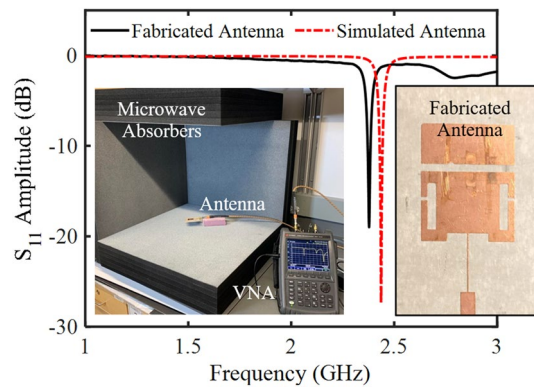 Fabricated Antenna
Simulated Antenna
0
-10
-20
-30
S11 Amplitude (dB)
Microwave
Absorbers
Antenna
VNA
Fabricated
Antenna
1
1.5
2
2.5
3
Frequency (GHz)